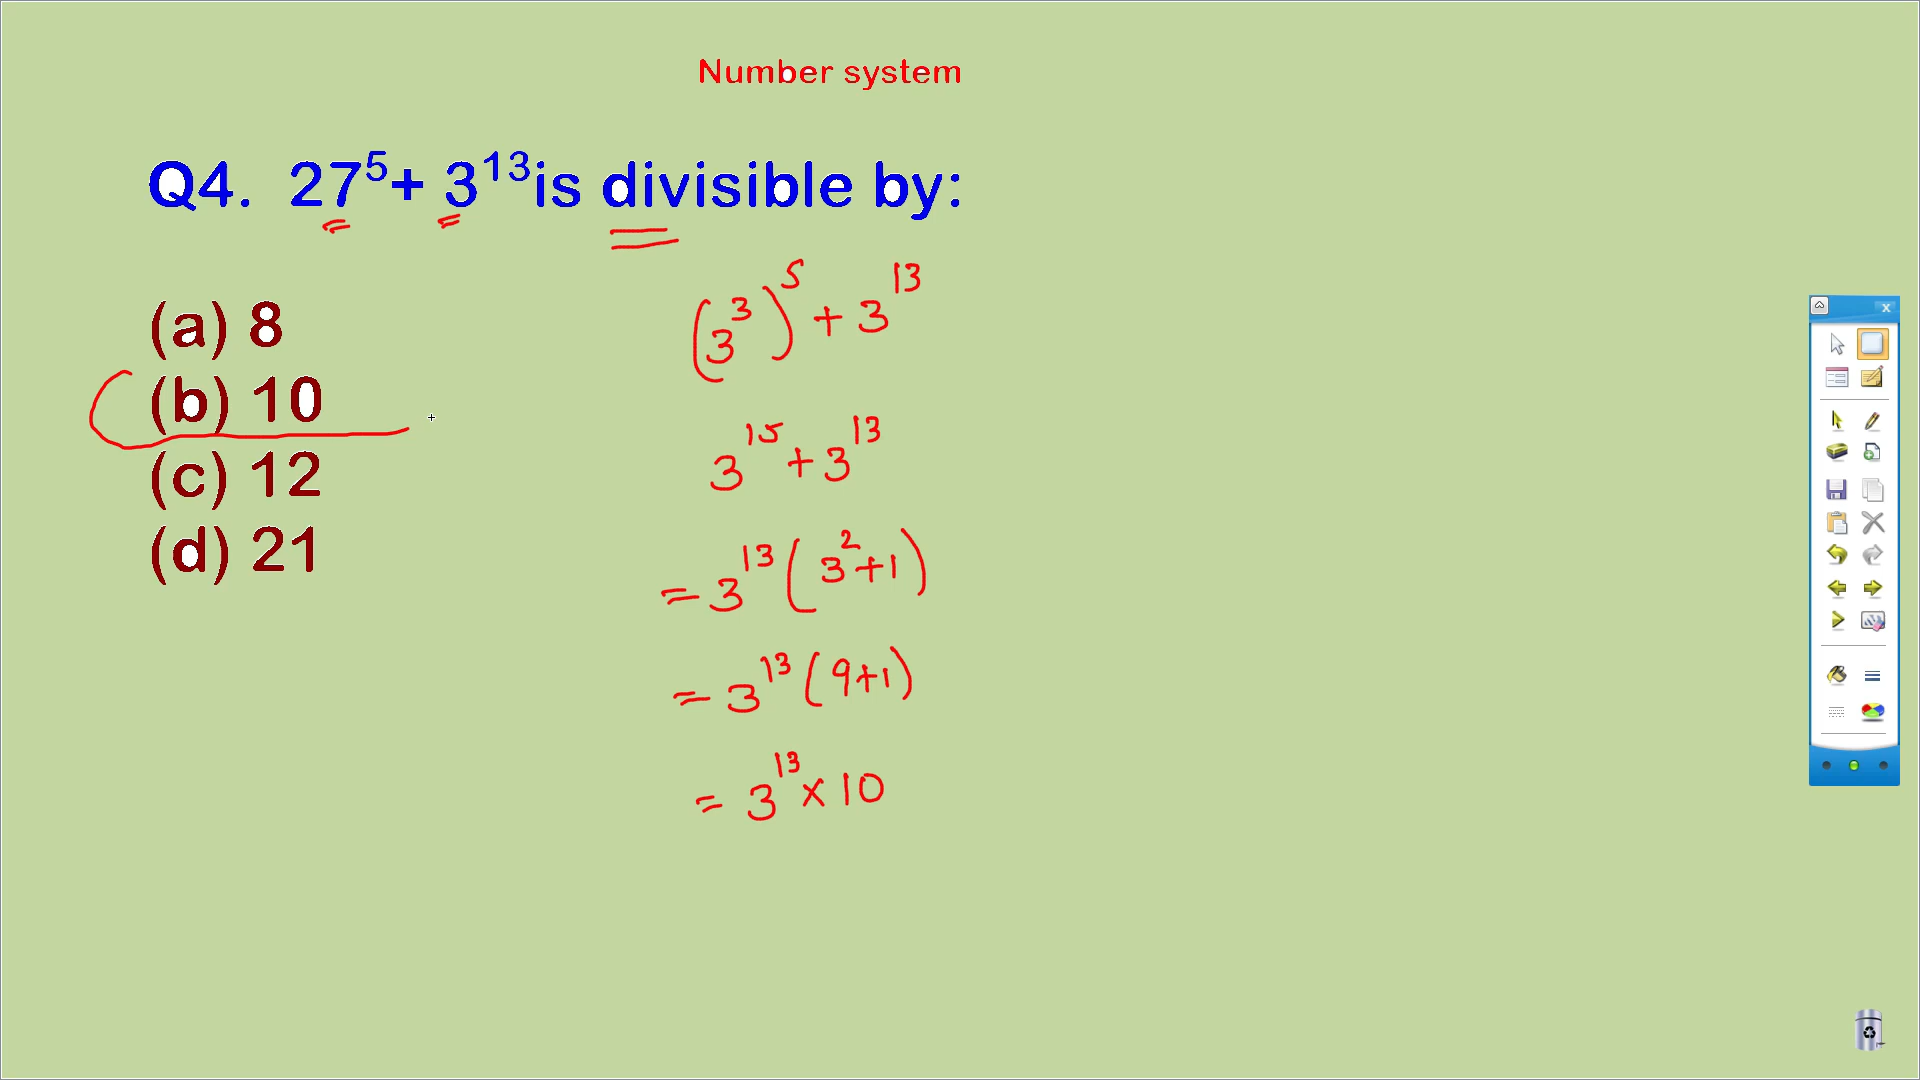 Number system
Q4. 27⁵+ 3¹³is divisible by:
(a) 8
(b) 10
(c) 12
(d) 21
(3³)⁵ + 3¹³
3¹⁵ + 3¹³
= 3¹³ (3² + 1)
= 3¹³ (9+1)
= 3¹³ × 10